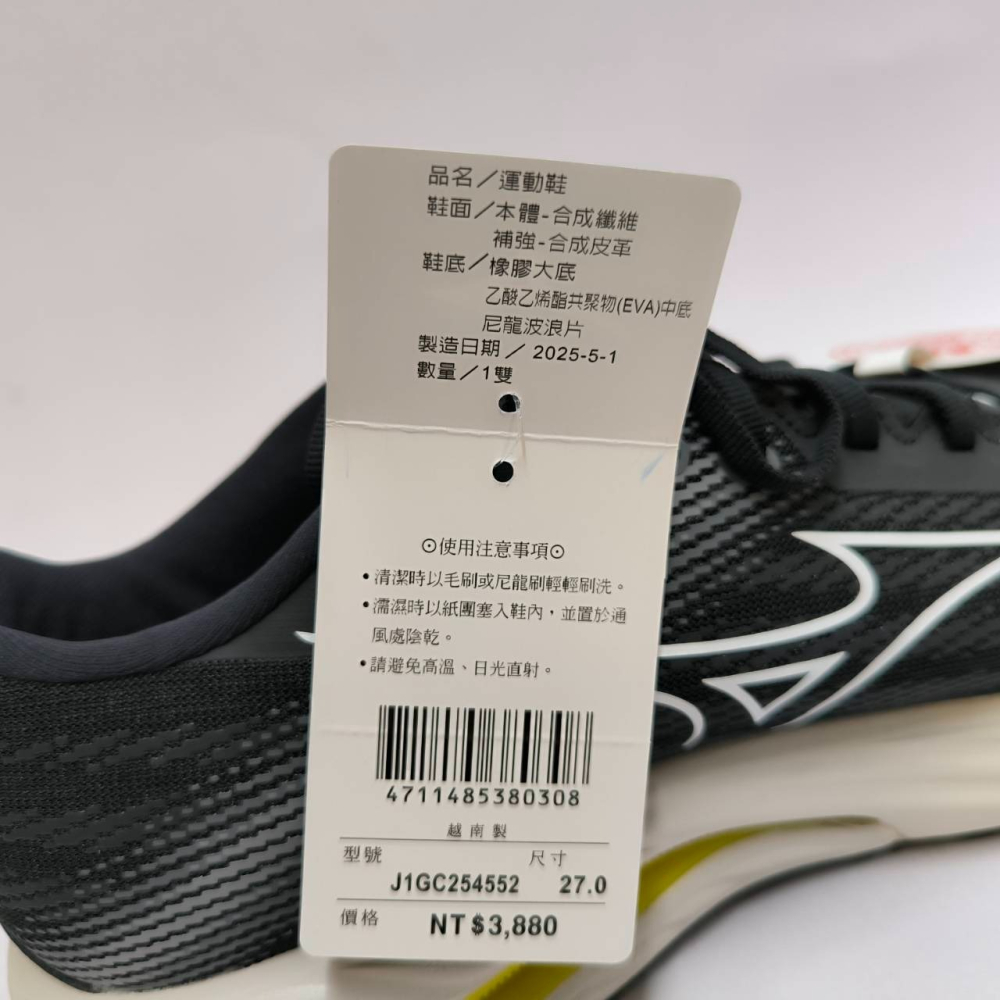 品名／運動鞋
鞋面／本體-合成纖維
補強-合成皮革
鞋底／橡膠大底
乙酸乙烯酯共聚物(EVA)中底
尼龍波浪片
製造日期／2025-5-1
數量／1雙
⊙使用注意事項⊙
•清潔時以毛刷或尼龍刷輕輕刷洗。
•濡濕時以紙團塞入鞋內，並置於通
風處陰乾。
•請避免高溫、日光直射。
4711485380308
越南製
型號 尺寸
J1GC254552 27.0
價格 NT$3,880